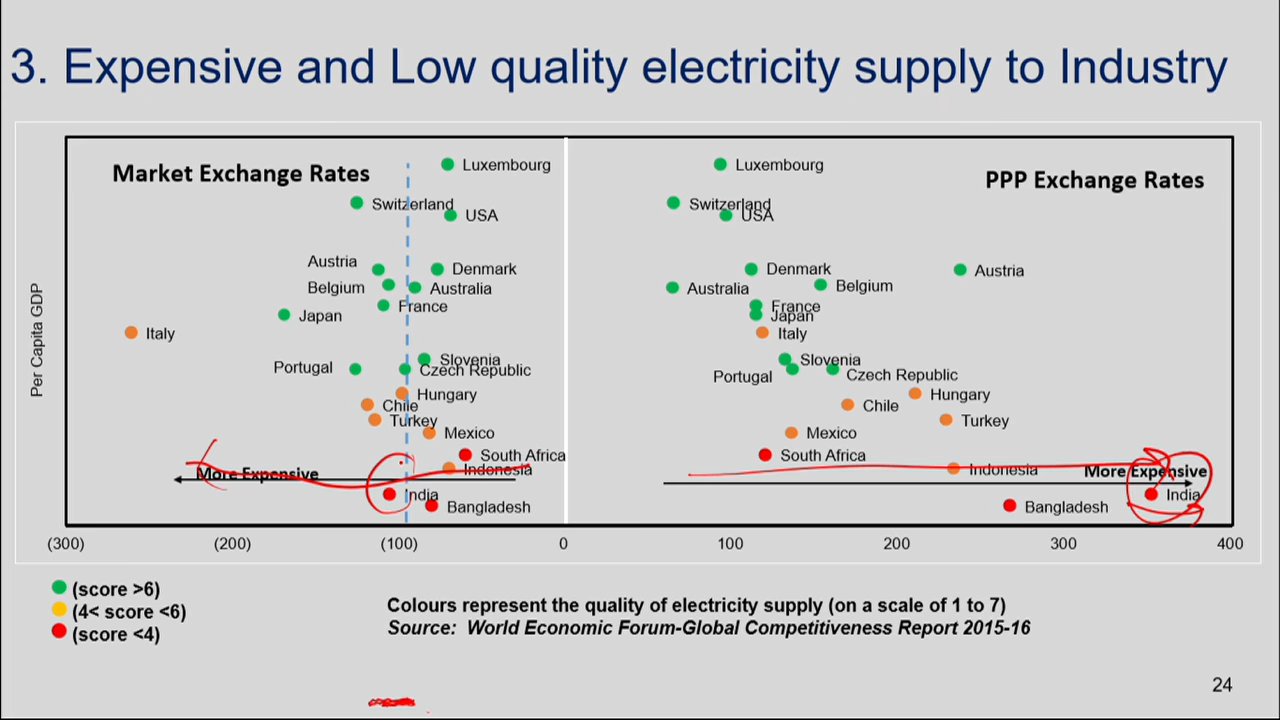 3. Expensive and Low quality electricity supply to Industry
Market Exchange Rates
PPP Exchange Rates
Per Capita GDP
Luxembourg
Switzerland
USA
Austria
Denmark
Belgium
Australia
France
Japan
Italy
Slovenia
Portugal
Czech Republic
Hungary
Chile
Turkey
Mexico
South Africa
Indonesia
More Expensive
India
Bangladesh
Luxembourg
Switzerland
USA
Denmark
Austria
Belgium
Australia
France
Japan
Italy
Slovenia
Portugal
Czech Republic
Hungary
Chile
Turkey
Mexico
South Africa
Indonesia
More Expensive
India
Bangladesh
(300) (200) (100) 0 100 200 300 400
(score >6)
(4< score <6)
(score <4)
Colours represent the quality of electricity supply (on a scale of 1 to 7)
Source: World Economic Forum-Global Competitiveness Report 2015-16
24